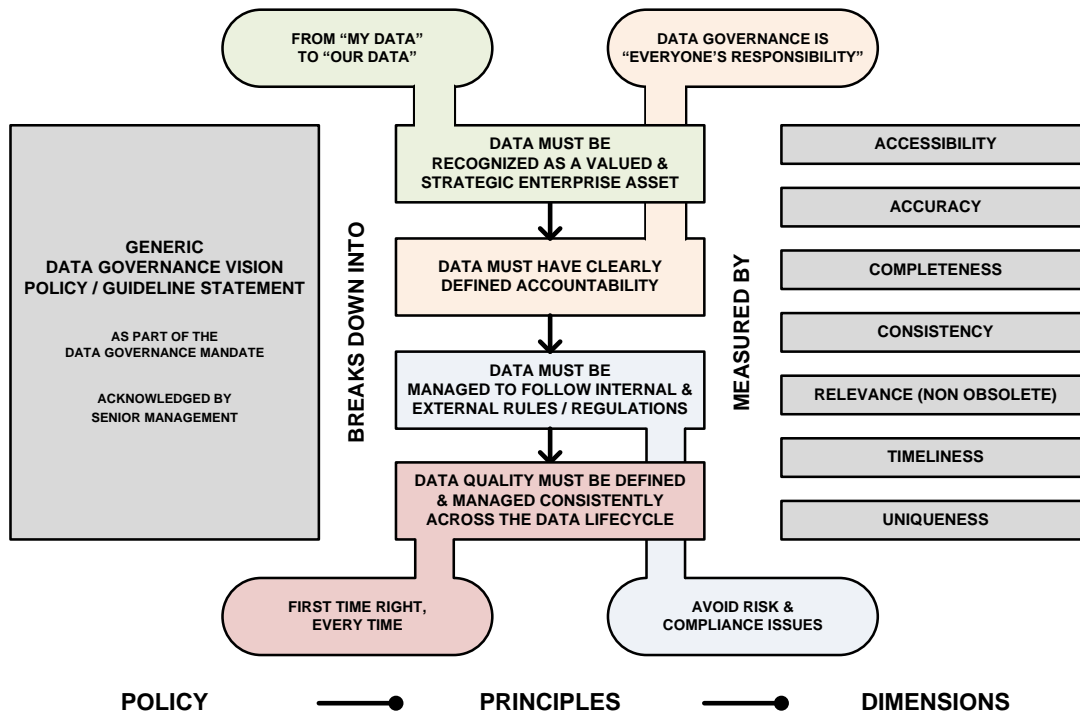 FROM “MY DATA”
TO “OUR DATA”
DATA GOVERNANCE IS
“EVERYONE’S RESPONSIBILITY”
GENERIC
DATA GOVERNANCE VISION
POLICY / GUIDELINE STATEMENT
AS PART OF THE
DATA GOVERNANCE MANDATE
ACKNOWLEDGED BY
SENIOR MANAGEMENT
BREAKS DOWN INTO
DATA MUST BE
RECOGNIZED AS A VALUED &
STRATEGIC ENTERPRISE ASSET
DATA MUST HAVE CLEARLY
DEFINED ACCOUNTABILITY
DATA MUST BE
MANAGED TO FOLLOW INTERNAL &
EXTERNAL RULES / REGULATIONS
DATA QUALITY MUST BE DEFINED
& MANAGED CONSISTENTLY
ACROSS THE DATA LIFECYCLE
MEASURED BY
ACCESSIBILITY
ACCURACY
COMPLETENESS
CONSISTENCY
RELEVANCE (NON OBSOLETE)
TIMELINESS
UNIQUENESS
FIRST TIME RIGHT,
EVERY TIME
AVOID RISK &
COMPLIANCE ISSUES
POLICY
PRINCIPLES
DIMENSIONS